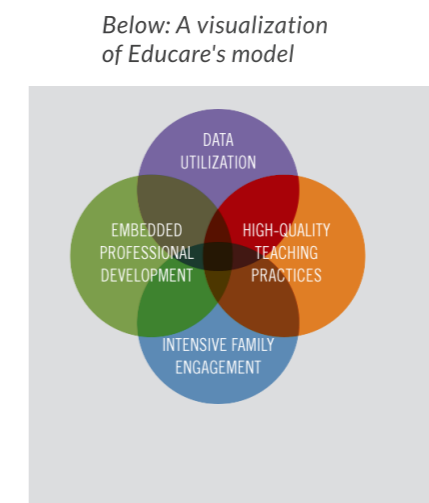 Below: A visualization
of Educare's model
DATA
UTILIZATION
EMBEDDED
PROFESSIONAL
DEVELOPMENT
HIGH-QUALITY
TEACHING
PRACTICES
INTENSIVE FAMILY
ENGAGEMENT